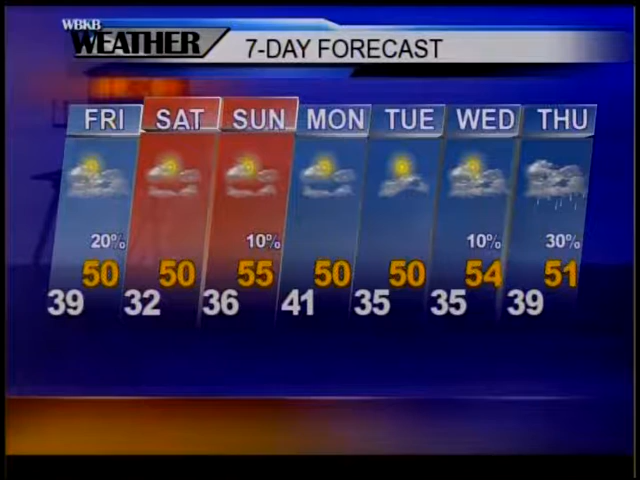 WBKB
WEATHER
7-DAY FORECAST
FRI SAT SUN MON TUE WED THU
20% 10% 10% 30%
50 50 55 50 50 54 51
39 32 36 41 35 35 39